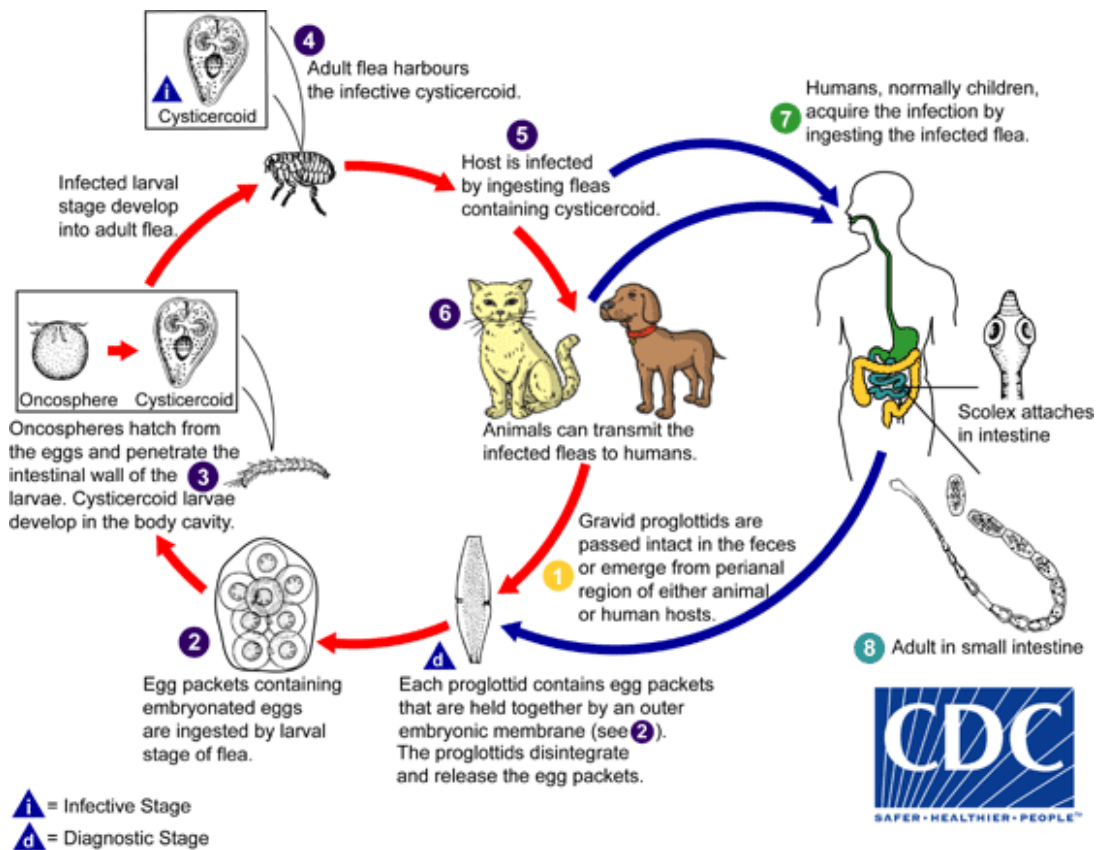 4
Adult flea harbours
the infective cysticercoid.
i
Cysticercoid
Humans, normally children,
acquire the infection by
7
ingesting the infected flea.
5
Host is infected
by ingesting fleas
containing cysticercoid.
Infected larval
stage develop
into adult flea.
6
Oncosphere
Cysticercoid
Oncospheres hatch from
the eggs and penetrate the
intestinal wall of the
3
larvae. Cysticercoid larvae
develop in the body cavity.
Animals can transmit the
infected fleas to humans.
Scolex attaches
in intestine
1
Gravid proglottids are
passed intact in the feces
or emerge from perianal
region of either animal
or human hosts.
2
Egg packets containing
embryonated eggs
are ingested by larval
stage of flea.
d
Each proglottid contains egg packets
that are held together by an outer
embryonic membrane (see 2).
The proglottids disintegrate
and release the egg packets.
8 Adult in small intestine
CDC
SAFER•HEALTHIER•PEOPLE™
i = Infective Stage
d = Diagnostic Stage